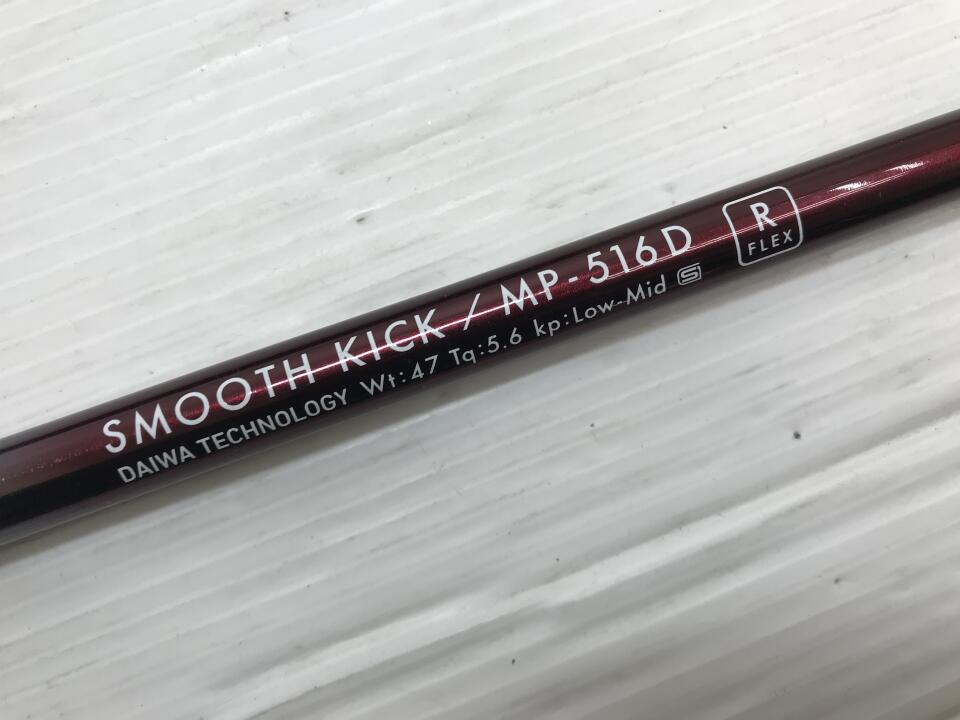 SMOOTH KICK / MP-516D
DAIWA TECHNOLOGY Wt:47 Tq:5.6 kp:Low-Mid
R
FLEX